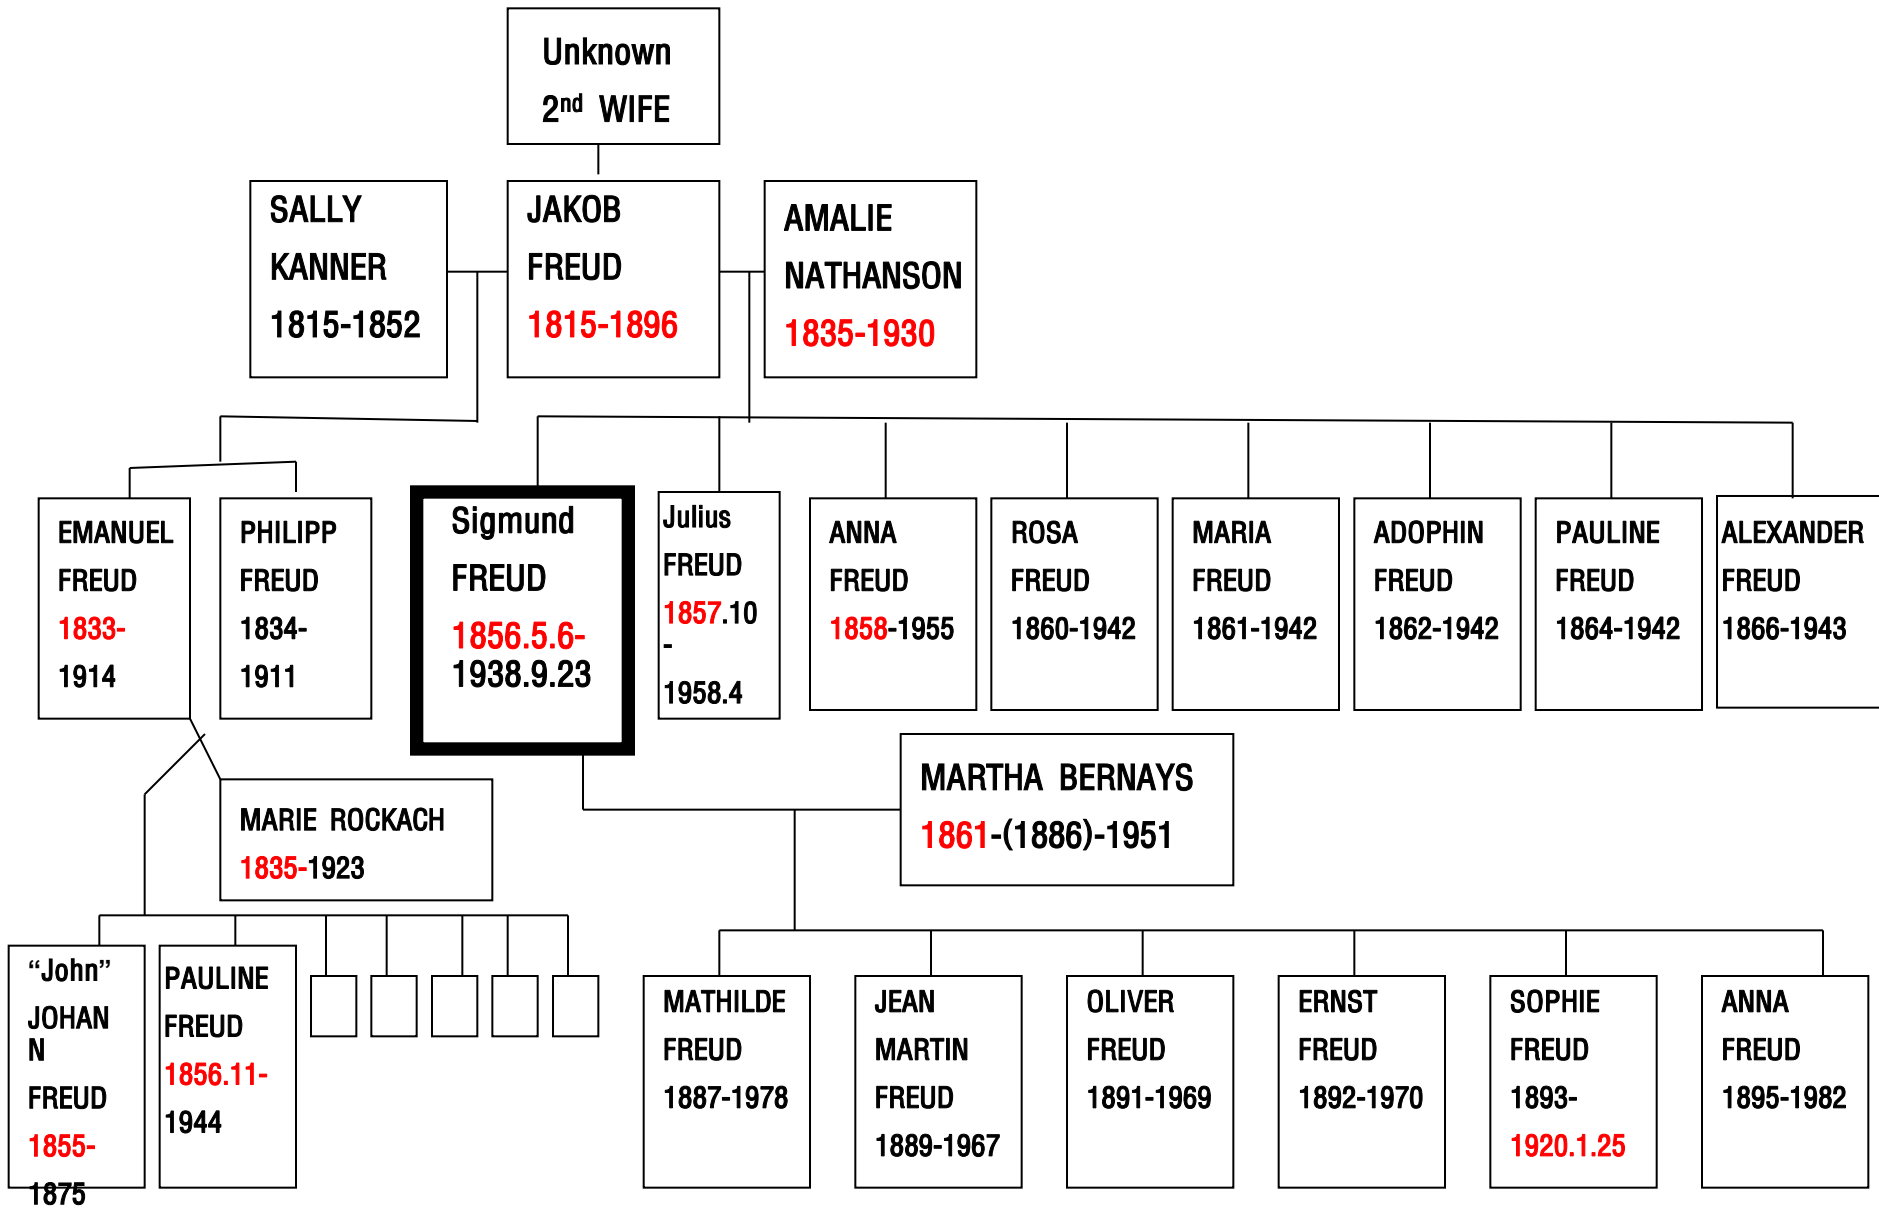 Unknown
2nd WIFE
SALLY
KANNER
1815-1852
JAKOB
FREUD
1815-1896
AMALIE
NATHANSON
1835-1930
EMANUEL
FREUD
1833-
1914
PHILIPP
FREUD
1834-
1911
Sigmund
FREUD
1856.5.6-
1938.9.23
Julius
FREUD
1857.10
-
1958.4
ANNA
FREUD
1858-1955
ROSA
FREUD
1860-1942
MARIA
FREUD
1861-1942
ADOPHIN
FREUD
1862-1942
PAULINE
FREUD
1864-1942
ALEXANDER
FREUD
1866-1943
MARTHA BERNAYS
1861-(1886)-1951
MARIE ROCKACH
1835-1923
“John”
JOHAN
N
FREUD
1855-
1875
PAULINE
FREUD
1856.11-
1944
MATHILDE
FREUD
1887-1978
JEAN
MARTIN
FREUD
1889-1967
OLIVER
FREUD
1891-1969
ERNST
FREUD
1892-1970
SOPHIE
FREUD
1893-
1920.1.25
ANNA
FREUD
1895-1982